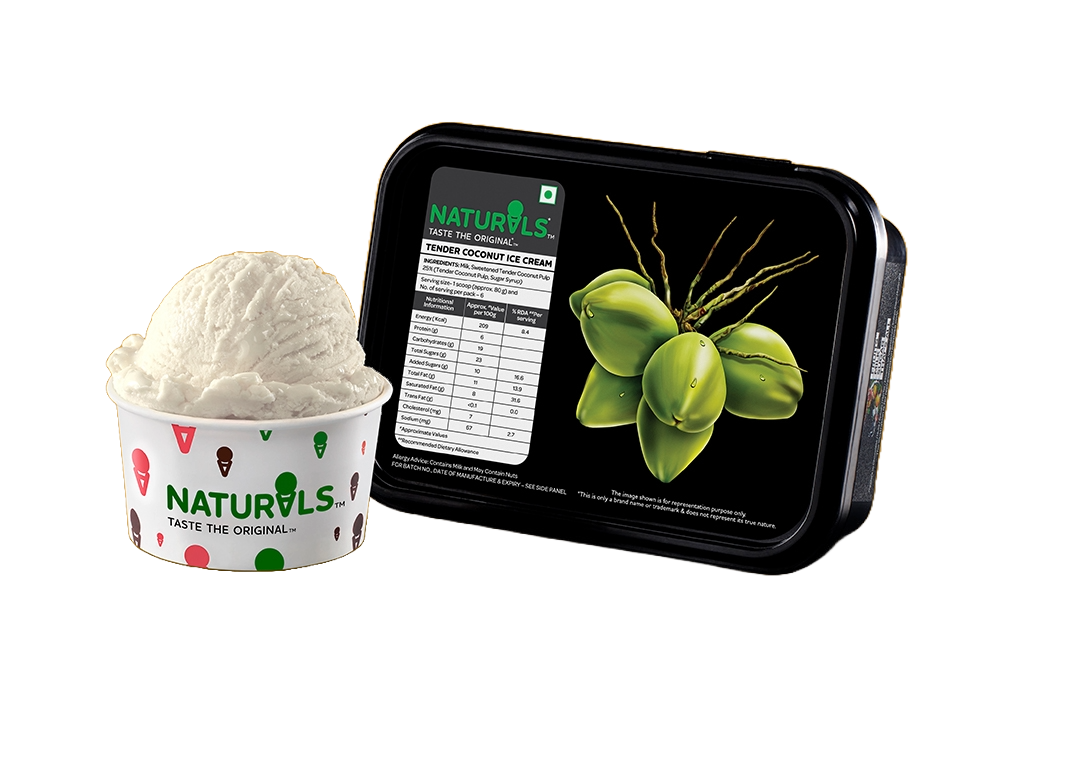 NATURALS™
TASTE THE ORIGINAL™
NATURALS™
TASTE THE ORIGINAL™
TENDER COCONUT ICE CREAM
INGREDIENTS: Milk, Sweetened Tender Coconut Pulp
25% (Tender Coconut Pulp, Sugar Syrup)
Serving size- 1 scoop (approx. 80 g) and
No. of serving per pack - 6
Nutritional Information Approx. *Value per 100g % RDA **Per serving
Energy (Kcal) 209 8.4
Protein (g) 6
Carbohydrates (g) 19
Total Sugars (g) 23
Added Sugars (g) 10 16.6
Total Fat (g) 11 13.9
Saturated Fat (g) 8 31.6
Trans Fat (g) <0.1 0.0
Cholesterol (mg) 7
Sodium (mg) 67 2.7
*Approximate Values
**Recommended Dietary Allowance
Allergy Advice: Contains Milk and May Contain Nuts
FOR BATCH NO., DATE OF MANUFACTURE & EXPIRY – SEE SIDE PANEL
The image shown is for representation purpose only.
"This is only a brand name or trademark & does not represent its true nature.